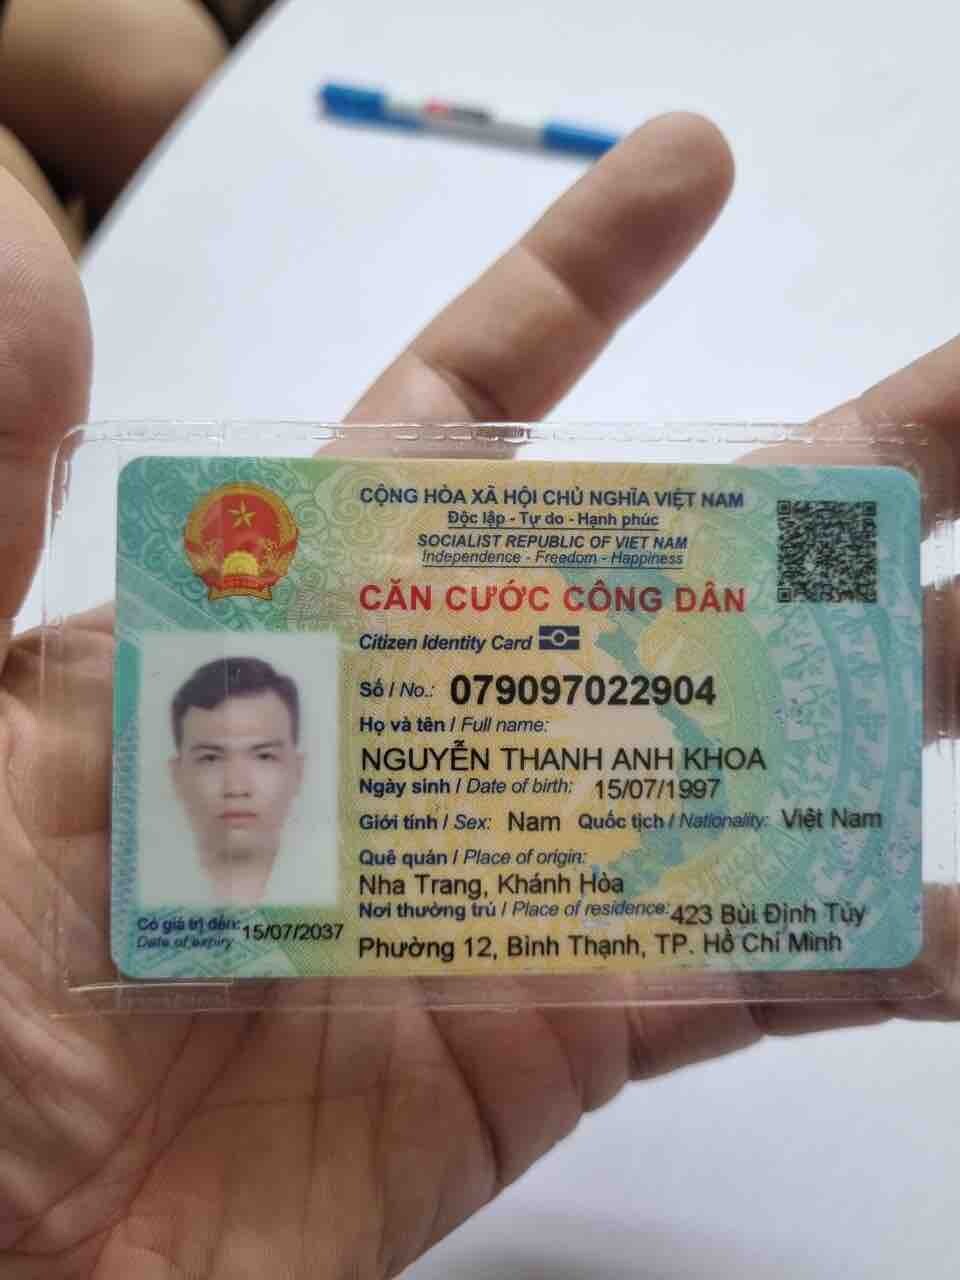 CỘNG HÒA XÃ HỘI CHỦ NGHĨA VIỆT NAM
Độc lập - Tự do - Hạnh phúc
SOCIALIST REPUBLIC OF VIET NAM
Independence - Freedom - Happiness
CĂN CƯỚC CÔNG DÂN
Citizen Identity Card
Số / No.: 079097022904
Họ và tên / Full name:
NGUYỄN THANH ANH KHOA
Ngày sinh / Date of birth: 15/07/1997
Giới tính / Sex: Nam Quốc tịch / Nationality: Việt Nam
Quê quán / Place of origin:
Nha Trang, Khánh Hòa
Nơi thường trú / Place of residence: 423 Bùi Đình Túy
Phường 12, Bình Thạnh, TP. Hồ Chí Minh
Có giá trị đến: 15/07/2037
Date of expiry